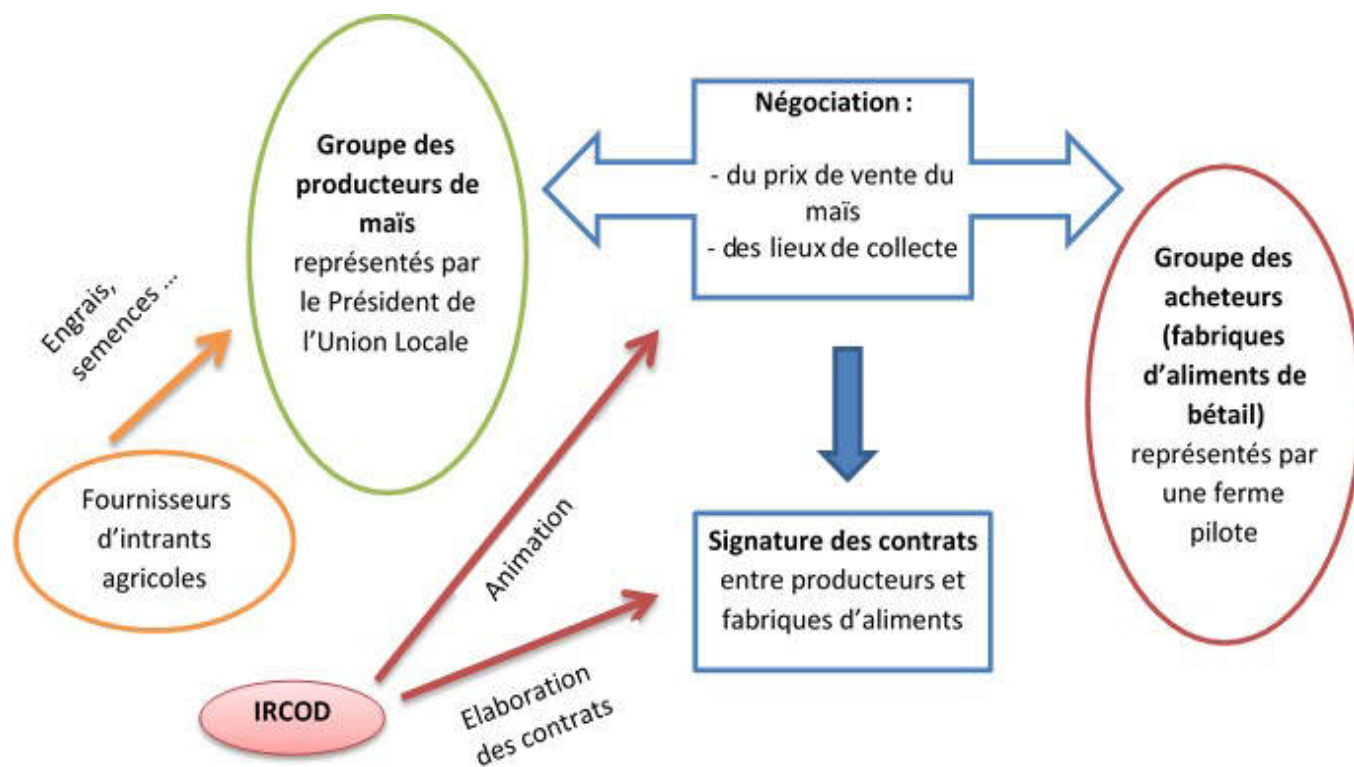 Groupe des
producteurs de
maïs
représentés par
le Président de
l’Union Locale
Négociation :
- du prix de vente du
maïs
- des lieux de collecte
Groupe des
acheteurs
(fabriques
d’aliments de
bétail)
représentés par
une ferme
pilote
Engrais,
semences ...
Fournisseurs
d’intrants
agricoles
Animation
Signature des contrats
entre producteurs et
fabriques d’aliments
IRCOD
Elaboration
des contrats